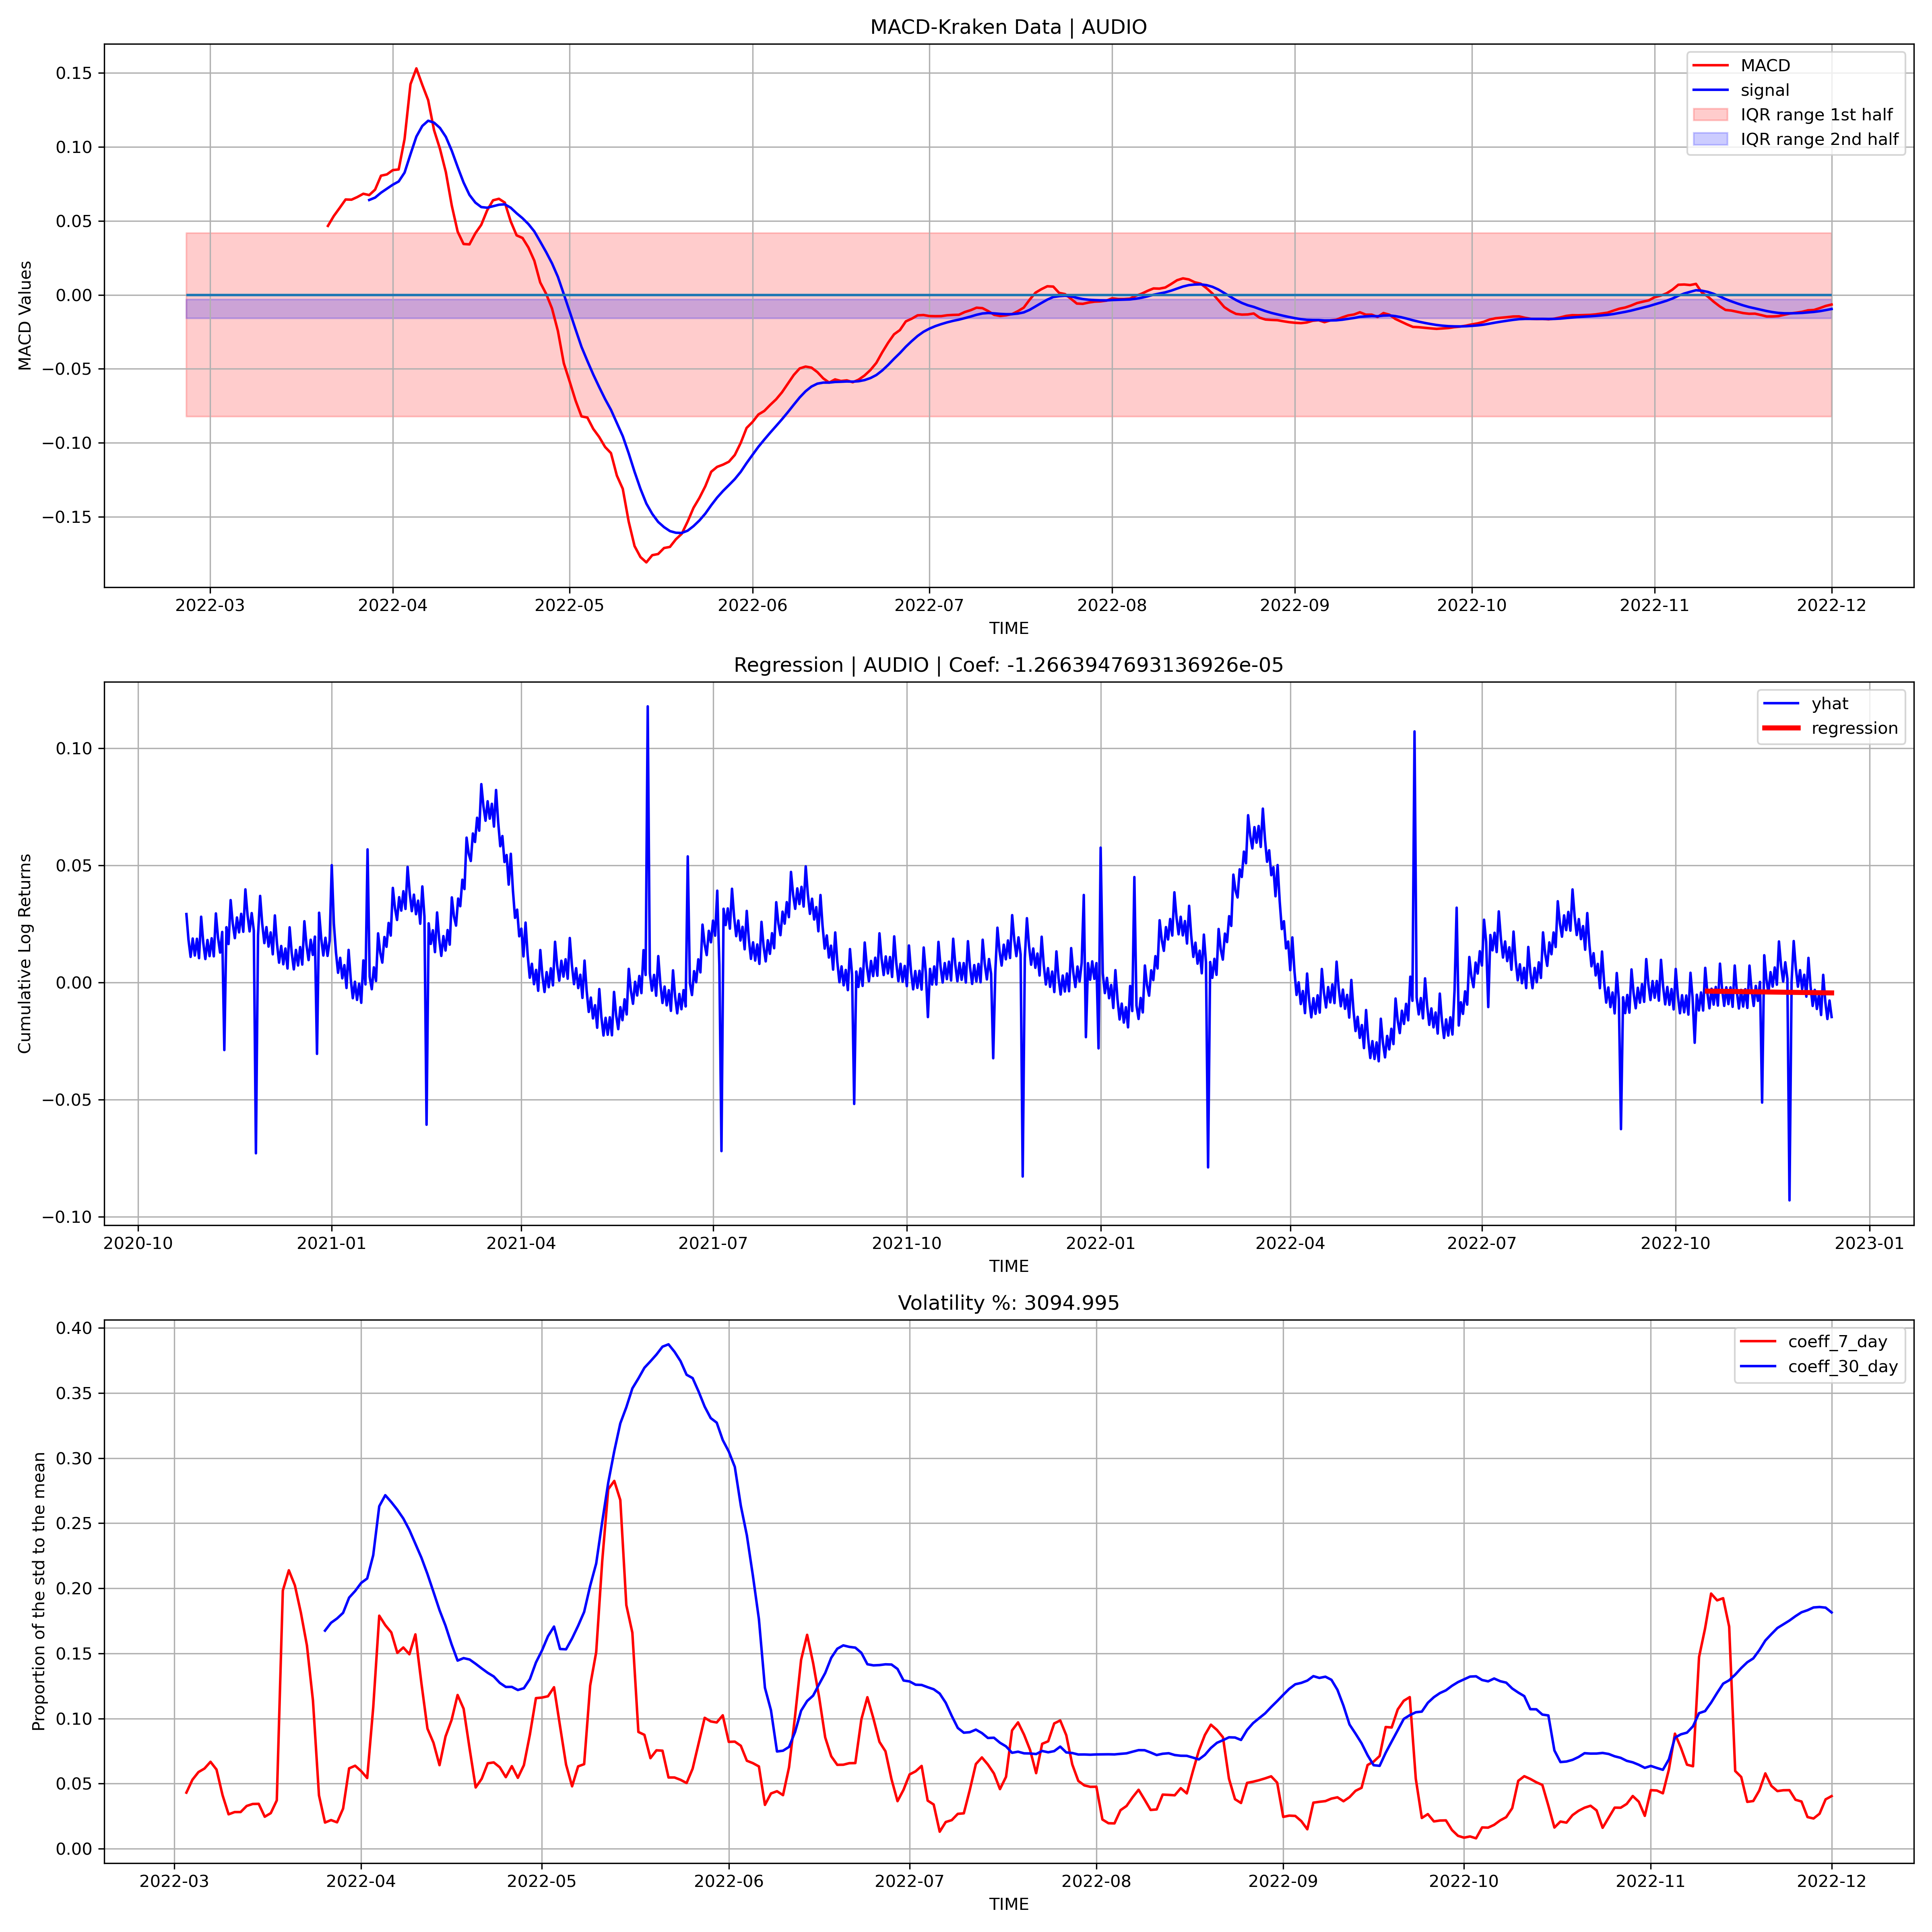 MACD-Kraken Data | AUDIO
MACD Values
0.15
0.10
0.05
0.00
−0.05
−0.10
−0.15
MACD
signal
IQR range 1st half
IQR range 2nd half
2022-03 2022-04 2022-05 2022-06 2022-07 2022-08 2022-09 2022-10 2022-11 2022-12
TIME
Regression | AUDIO | Coef: -1.2663947693136926e-05
Cumulative Log Returns
0.10
0.05
0.00
−0.05
−0.10
yhat
regression
2020-10 2021-01 2021-04 2021-07 2021-10 2022-01 2022-04 2022-07 2022-10 2023-01
TIME
Volatility %: 3094.995
Proportion of the std to the mean
0.40
0.35
0.30
0.25
0.20
0.15
0.10
0.05
0.00
coeff_7_day
coeff_30_day
2022-03 2022-04 2022-05 2022-06 2022-07 2022-08 2022-09 2022-10 2022-11 2022-12
TIME